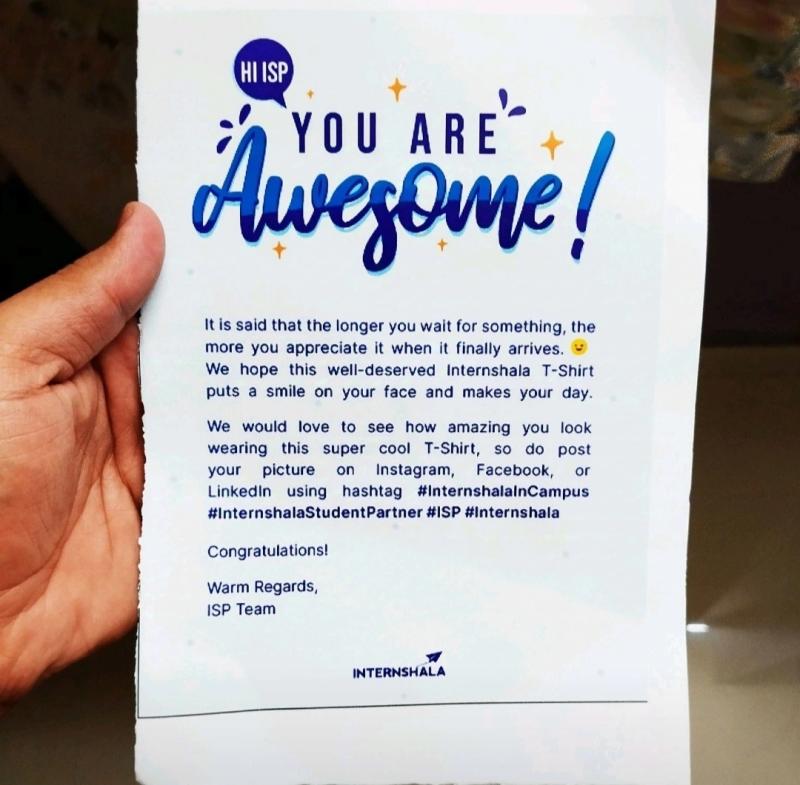 HI ISP
YOU ARE
Awesome!
It is said that the longer you wait for something, the
more you appreciate it when it finally arrives. 😉
We hope this well-deserved Internshala T-Shirt
puts a smile on your face and makes your day.
We would love to see how amazing you look
wearing this super cool T-Shirt, so do post
your picture on Instagram, Facebook, or
LinkedIn using hashtag #InternshalaInCampus
#InternshalaStudentPartner #ISP #Internshala
Congratulations!
Warm Regards,
ISP Team
INTERNSHALA